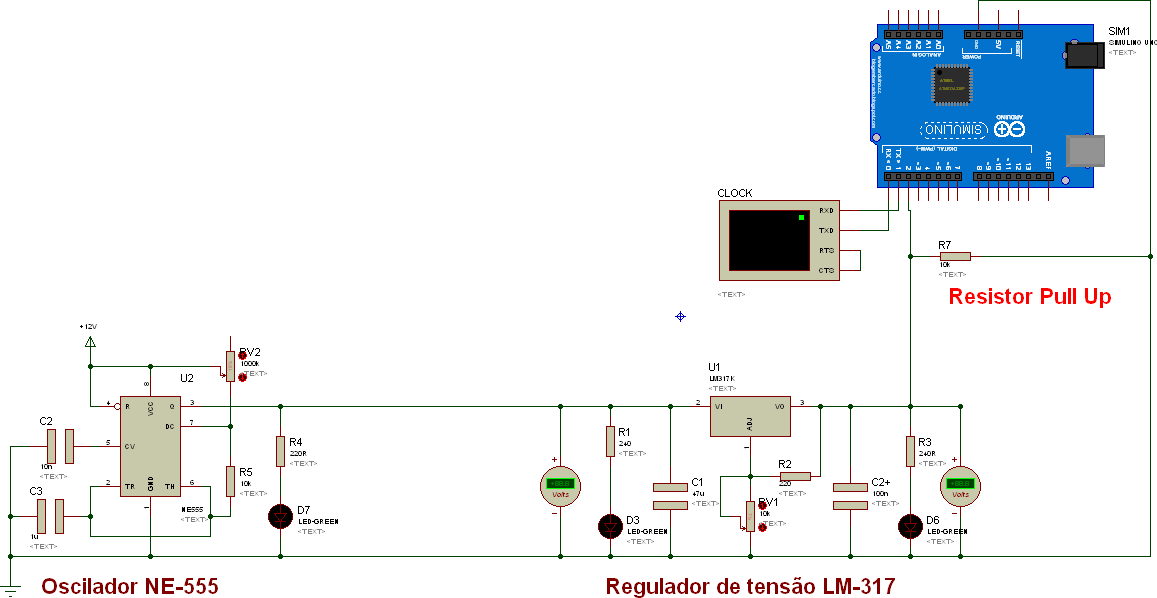 SIM1
SIMULINO UNO
<TEXT>
A5
A4
A3
A2
A1
A0
ANALOG IN
5V
RESET
POWER
ARDUINO
SIMULINO
DIGITAL (PWM~)
RX < 0
TX > 1
2
~3
4
~5
~6
7
8
~9
~10
~11
12
13
AREF
CLOCK
RXD
TXD
RTS
CTS
<TEXT>
R7
10k
<TEXT>
Resistor Pull Up
+12V
RV2
1000k
<TEXT>
U2
8
VCC
4
R
Q
3
DC
7
5
CV
2
TR
GND
TH
6
1
NE555
<TEXT>
C2
10n
<TEXT>
C3
1u
<TEXT>
R5
10k
<TEXT>
R4
220R
<TEXT>
D7
LED-GREEN
<TEXT>
+
+88.8
Volts
-
R1
240
<TEXT>
D3
LED-GREEN
<TEXT>
C1
47u
<TEXT>
U1
LM317K
<TEXT>
2
VI
VO
3
ADJ
1
R2
220
<TEXT>
RV1
10k
<TEXT>
C2+
100n
<TEXT>
R3
240R
<TEXT>
D6
LED-GREEN
<TEXT>
+
+88.8
Volts
-
Oscilador NE-555
Regulador de tensão LM-317